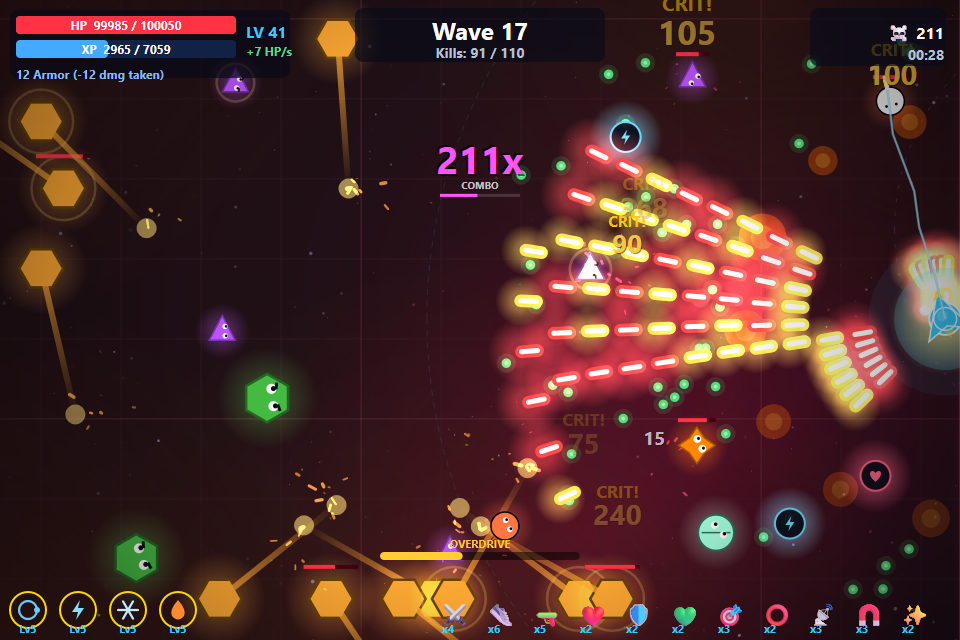 HP 99985 / 100050
LV 41
XP 2965 / 7059
+7 HP/s
12 Armor (-12 dmg taken)
Wave 17
Kills: 91 / 110
CRIT!
105
211
00:28
CRIT!
100
211x
COMBO
CRIT!
CRIT!
90
CRIT!
75
15
CRIT!
240
OVERDRIVE
Lv5
Lv5
Lv5
Lv5
x4
x6
x5
x2
x2
x2
x3
x2
x3
x3
x2